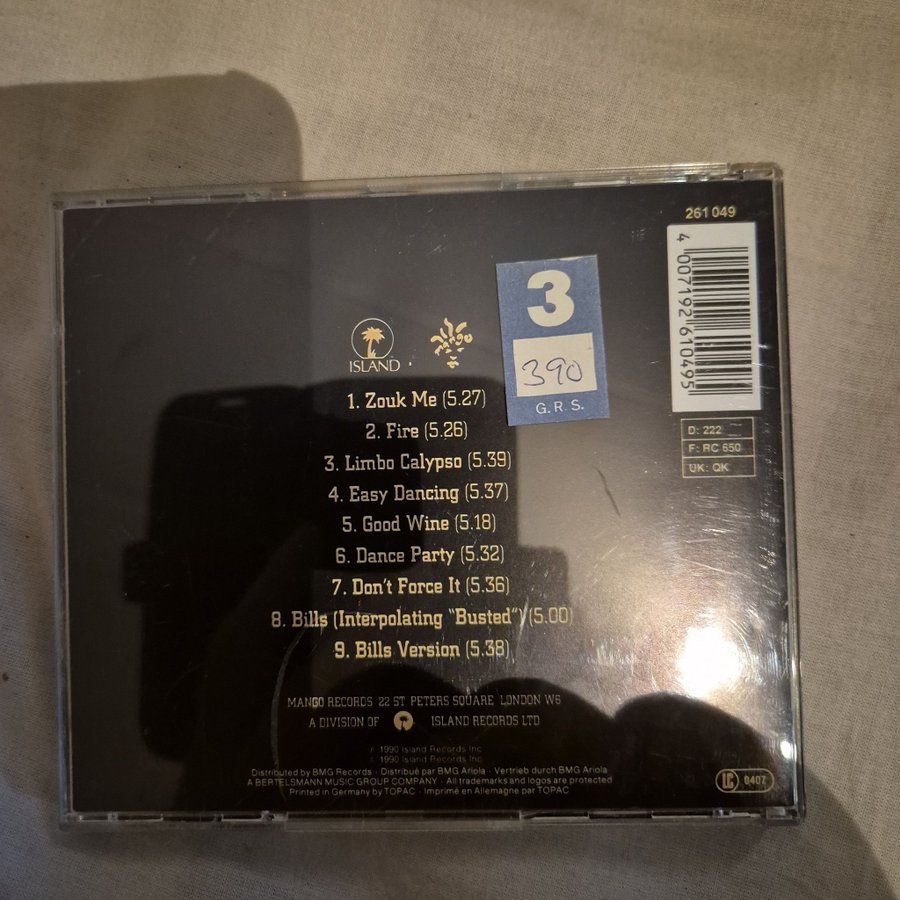 261 049
4 007192 610495
3
390
G. R. S.
ISLAND™
mango
1. Zouk Me (5.27)
2. Fire (5.26)
3. Limbo Calypso (5.39)
4. Easy Dancing (5.37)
5. Good Wine (5.18)
6. Dance Party (5.32)
7. Don't Force It (5.36)
8. Bills (Interpolating "Busted") (5.00)
9. Bills Version (5.38)
D: 222
F: RC 650
UK: QK
MANGO RECORDS 22 ST PETERS SQUARE LONDON W6
A DIVISION OF ISLAND RECORDS LTD
℗ 1990 Island Records Inc
© 1990 Island Records Inc
Distributed by BMG Records · Distribué par BMG Ariola · Vertrieb durch BMG Ariola
A BERTELSMANN MUSIC GROUP COMPANY · All trademarks and logos are protected
Printed in Germany by TOPAC · Imprimé en Allemagne par TOPAC
LC 0407